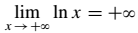 lim ln x = +∞
x→+∞